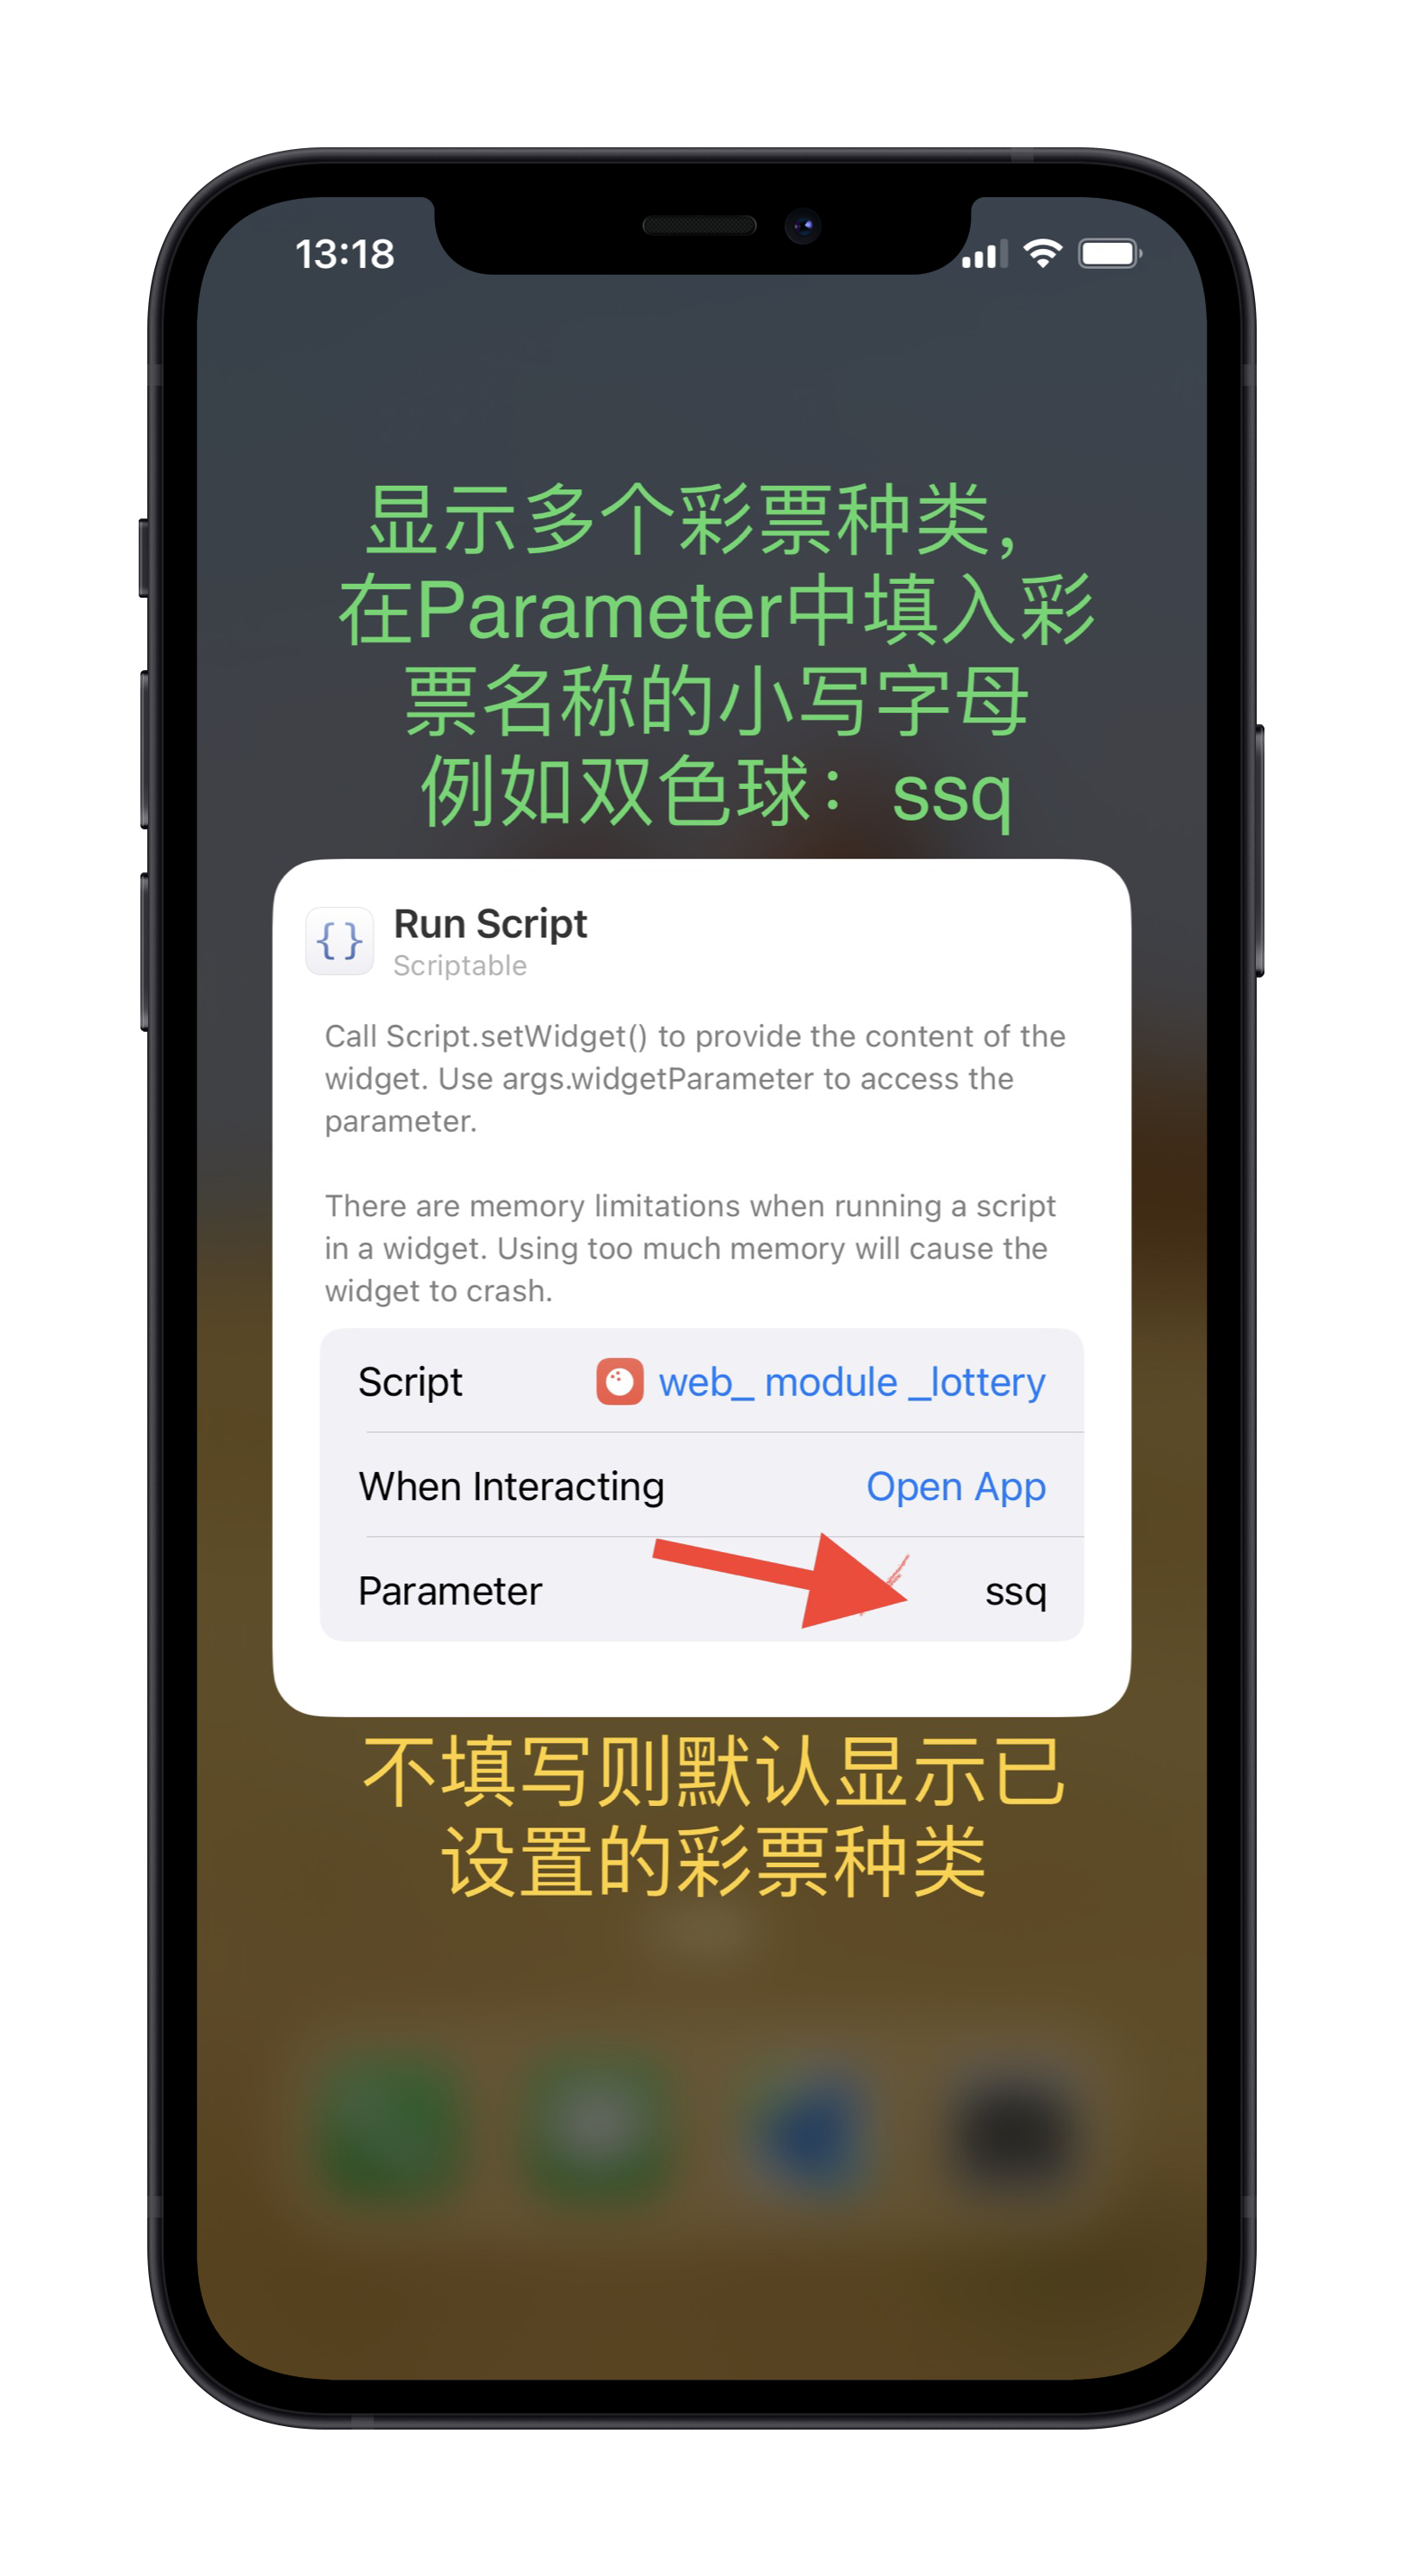 13:18
显示多个彩票种类，
在Parameter中填入彩
票名称的小写字母
例如双色球：ssq
Run Script
Scriptable
Call Script.setWidget() to provide the content of the
widget. Use args.widgetParameter to access the
parameter.
There are memory limitations when running a script
in a widget. Using too much memory will cause the
widget to crash.
Script web_ module _lottery
When Interacting Open App
Parameter ssq
不填写则默认显示已
设置的彩票种类